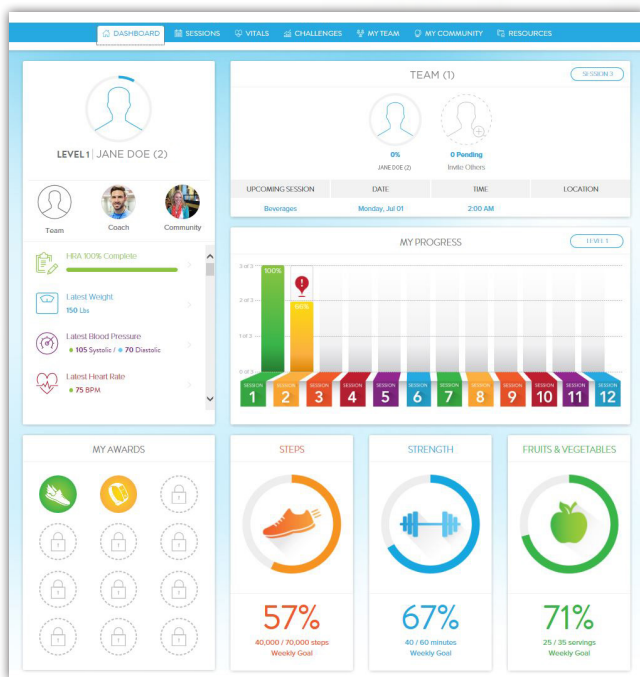 DASHBOARD SESSIONS VITALS CHALLENGES MY TEAM MY COMMUNITY RESOURCES
LEVEL 1 | JANE DOE (2)
Team Coach Community
HRA 100% Complete
Latest Weight
150 Lbs
Latest Blood Pressure
105 Systolic / 70 Diastolic
Latest Heart Rate
75 BPM
TEAM (1)
SESSION 3
0% 0 Pending
JANE DOE (2) Invite Others
UPCOMING SESSION DATE TIME LOCATION
Beverages Monday, Jul 01 2:00 AM
MY PROGRESS
LEVEL 1
3 of 3
100%
2 of 3
66%
1 of 3
0 of 3
SESSION SESSION SESSION SESSION SESSION SESSION SESSION SESSION SESSION SESSION SESSION SESSION
1 2 3 4 5 6 7 8 9 10 11 12
MY AWARDS
STEPS
57%
40,000 / 70,000 steps
Weekly Goal
STRENGTH
67%
40 / 60 minutes
Weekly Goal
FRUITS & VEGETABLES
71%
25 / 35 servings
Weekly Goal